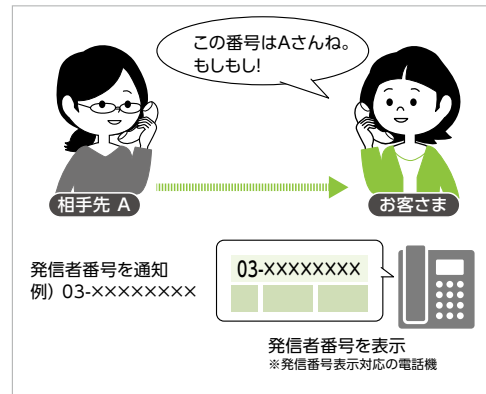 この番号はAさんね。
もしもし!
相手先 A
お客さま
発信者番号を通知
例）03-××××××××
03-××××××××
発信者番号を表示
※発信番号表示対応の電話機